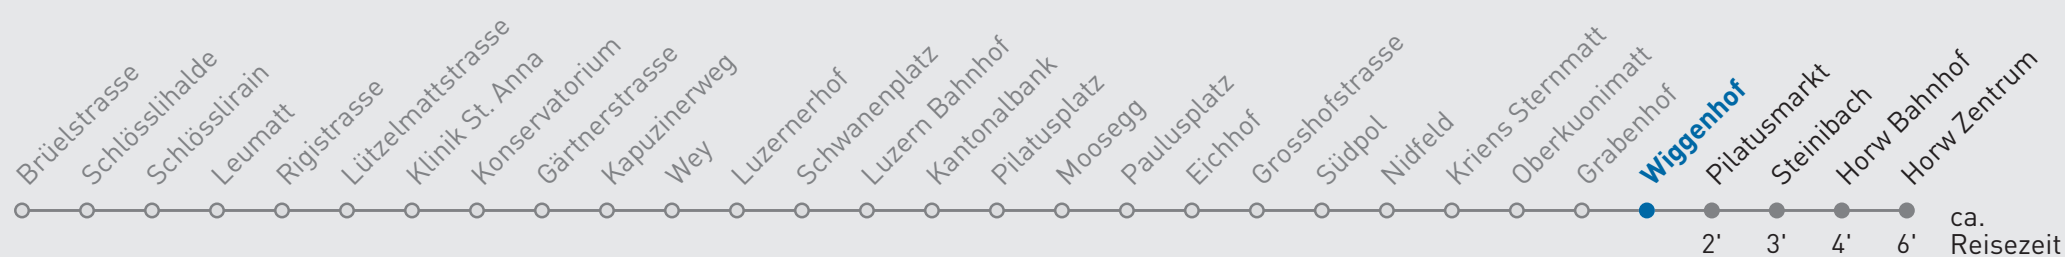 Brüelstrasse
Schlösslihalde
Schlösslirain
Leumatt
Rigistrasse
Lützelmattstrasse
Klinik St. Anna
Konservatorium
Gärtnerstrasse
Kapuzinerweg
Wey
Luzernerhof
Schwanenplatz
Luzern Bahnhof
Kantonalbank
Pilatusplatz
Moosegg
Paulusplatz
Eichhof
Grosshofstrasse
Südpol
Nidfeld
Kriens Sternmatt
Oberkuonimatt
Grabenhof
Wiggenhof
Pilatusmarkt
Steinibach
Horw Bahnhof
Horw Zentrum
2' 3' 4' 6'
ca.
Reisezeit